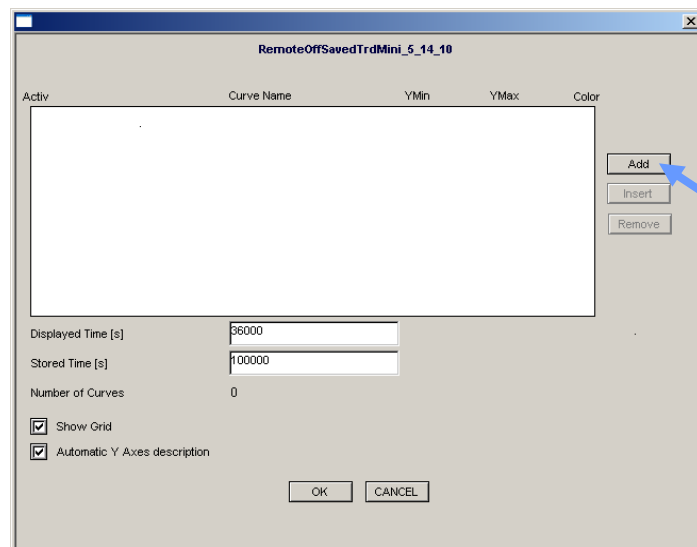 RemoteOffSavedTrdMini_5_14_10
Activ Curve Name YMin YMax Color
Add
Insert
Remove
Displayed Time [s] 36000
Stored Time [s] 100000
Number of Curves 0
Show Grid
Automatic Y Axes description
OK CANCEL